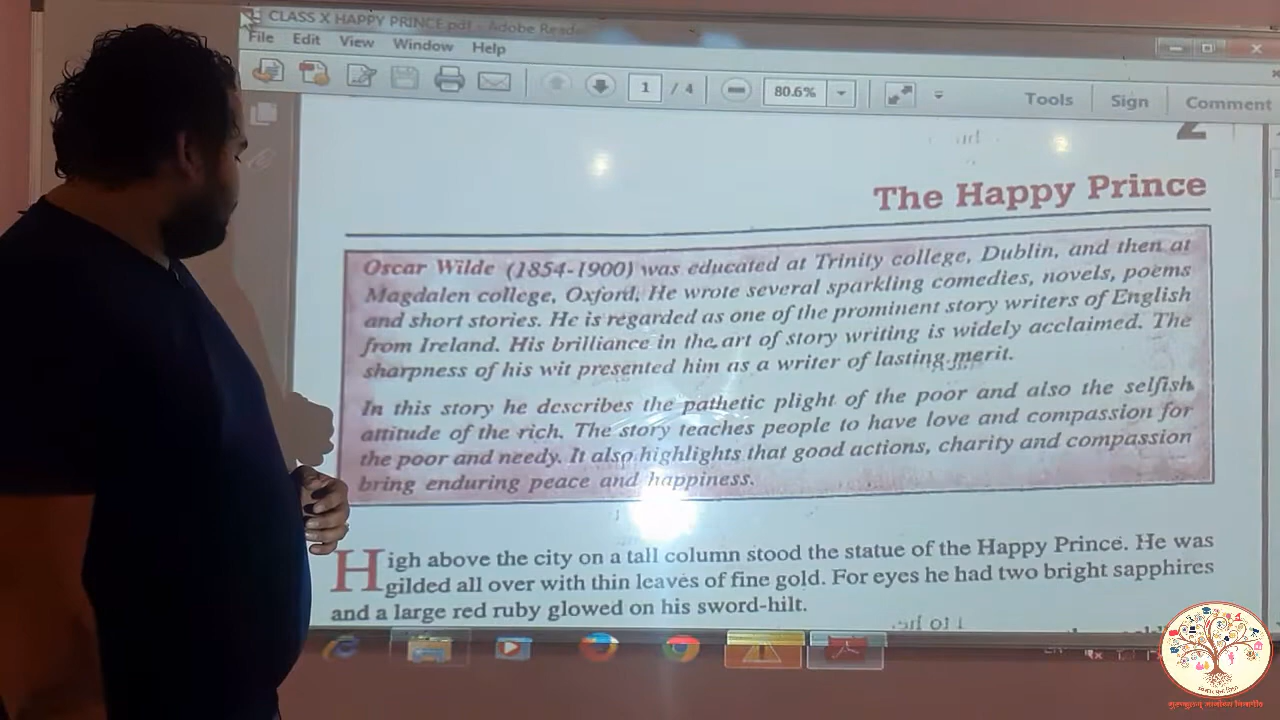 CLASS X HAPPY PRINCE.pdf - Adobe Reade
File Edit View Window Help
1 / 4 80.6% Tools Sign Comment
2
The Happy Prince
Oscar Wilde (1854-1900) was educated at Trinity college, Dublin, and then at
Magdalen college, Oxford. He wrote several sparkling comedies, novels, poems
and short stories. He is regarded as one of the prominent story writers of English
from Ireland. His brilliance in the art of story writing is widely acclaimed. The
sharpness of his wit presented him as a writer of lasting merit.
In this story he describes the pathetic plight of the poor and also the selfish
attitude of the rich. The story teaches people to have love and compassion for
the poor and needy. It also highlights that good actions, charity and compassion
bring enduring peace and happiness.
High above the city on a tall column stood the statue of the Happy Prince. He was
gilded all over with thin leaves of fine gold. For eyes he had two bright sapphires
and a large red ruby glowed on his sword-hilt.